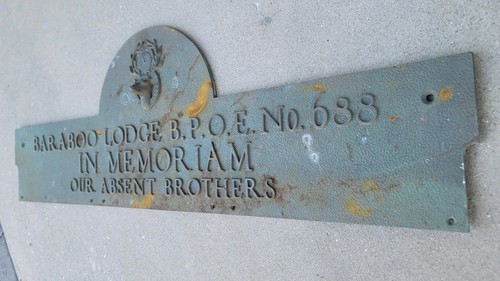 BARABOO LODGE, B.P.O.E. No. 688
IN MEMORIAM
OUR ABSENT BROTHERS